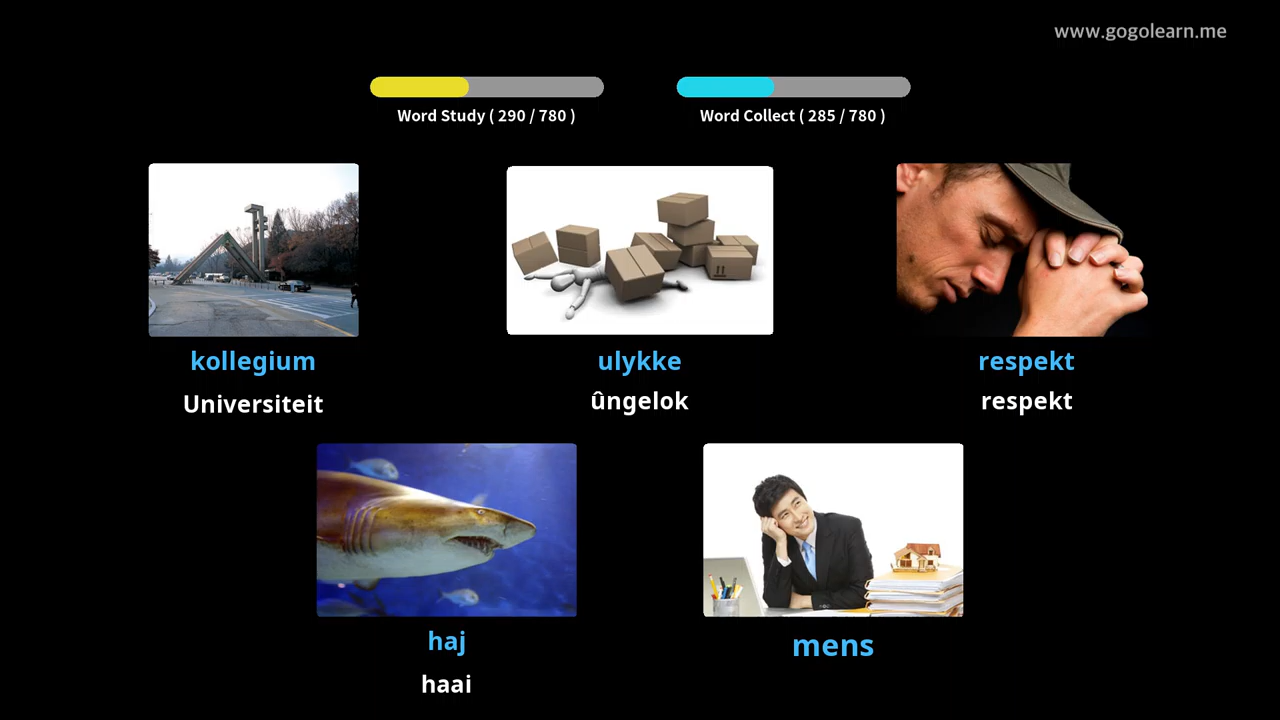 www.gogolearn.me
Word Study ( 290 / 780 )
Word Collect ( 285 / 780 )
kollegium
ulykke
respekt
Universiteit
ûngelok
respekt
haj
mens
haai